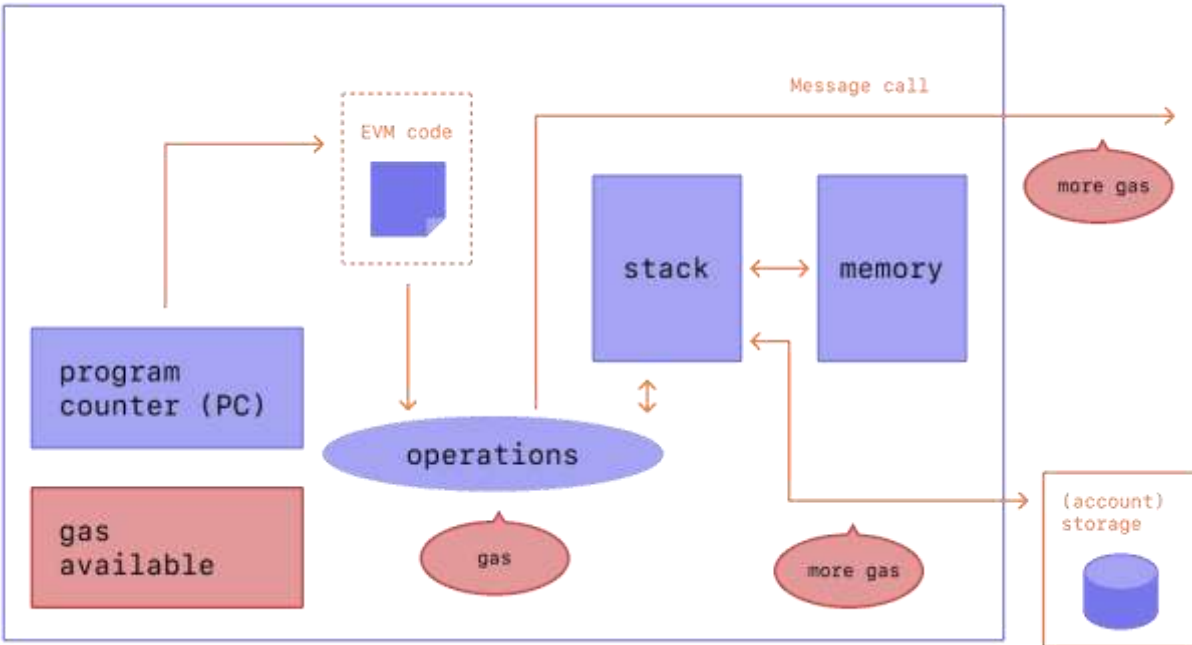 Message call
EVM code
more gas
stack
memory
program
counter (PC)
operations
gas
available
gas
more gas
(account)
storage